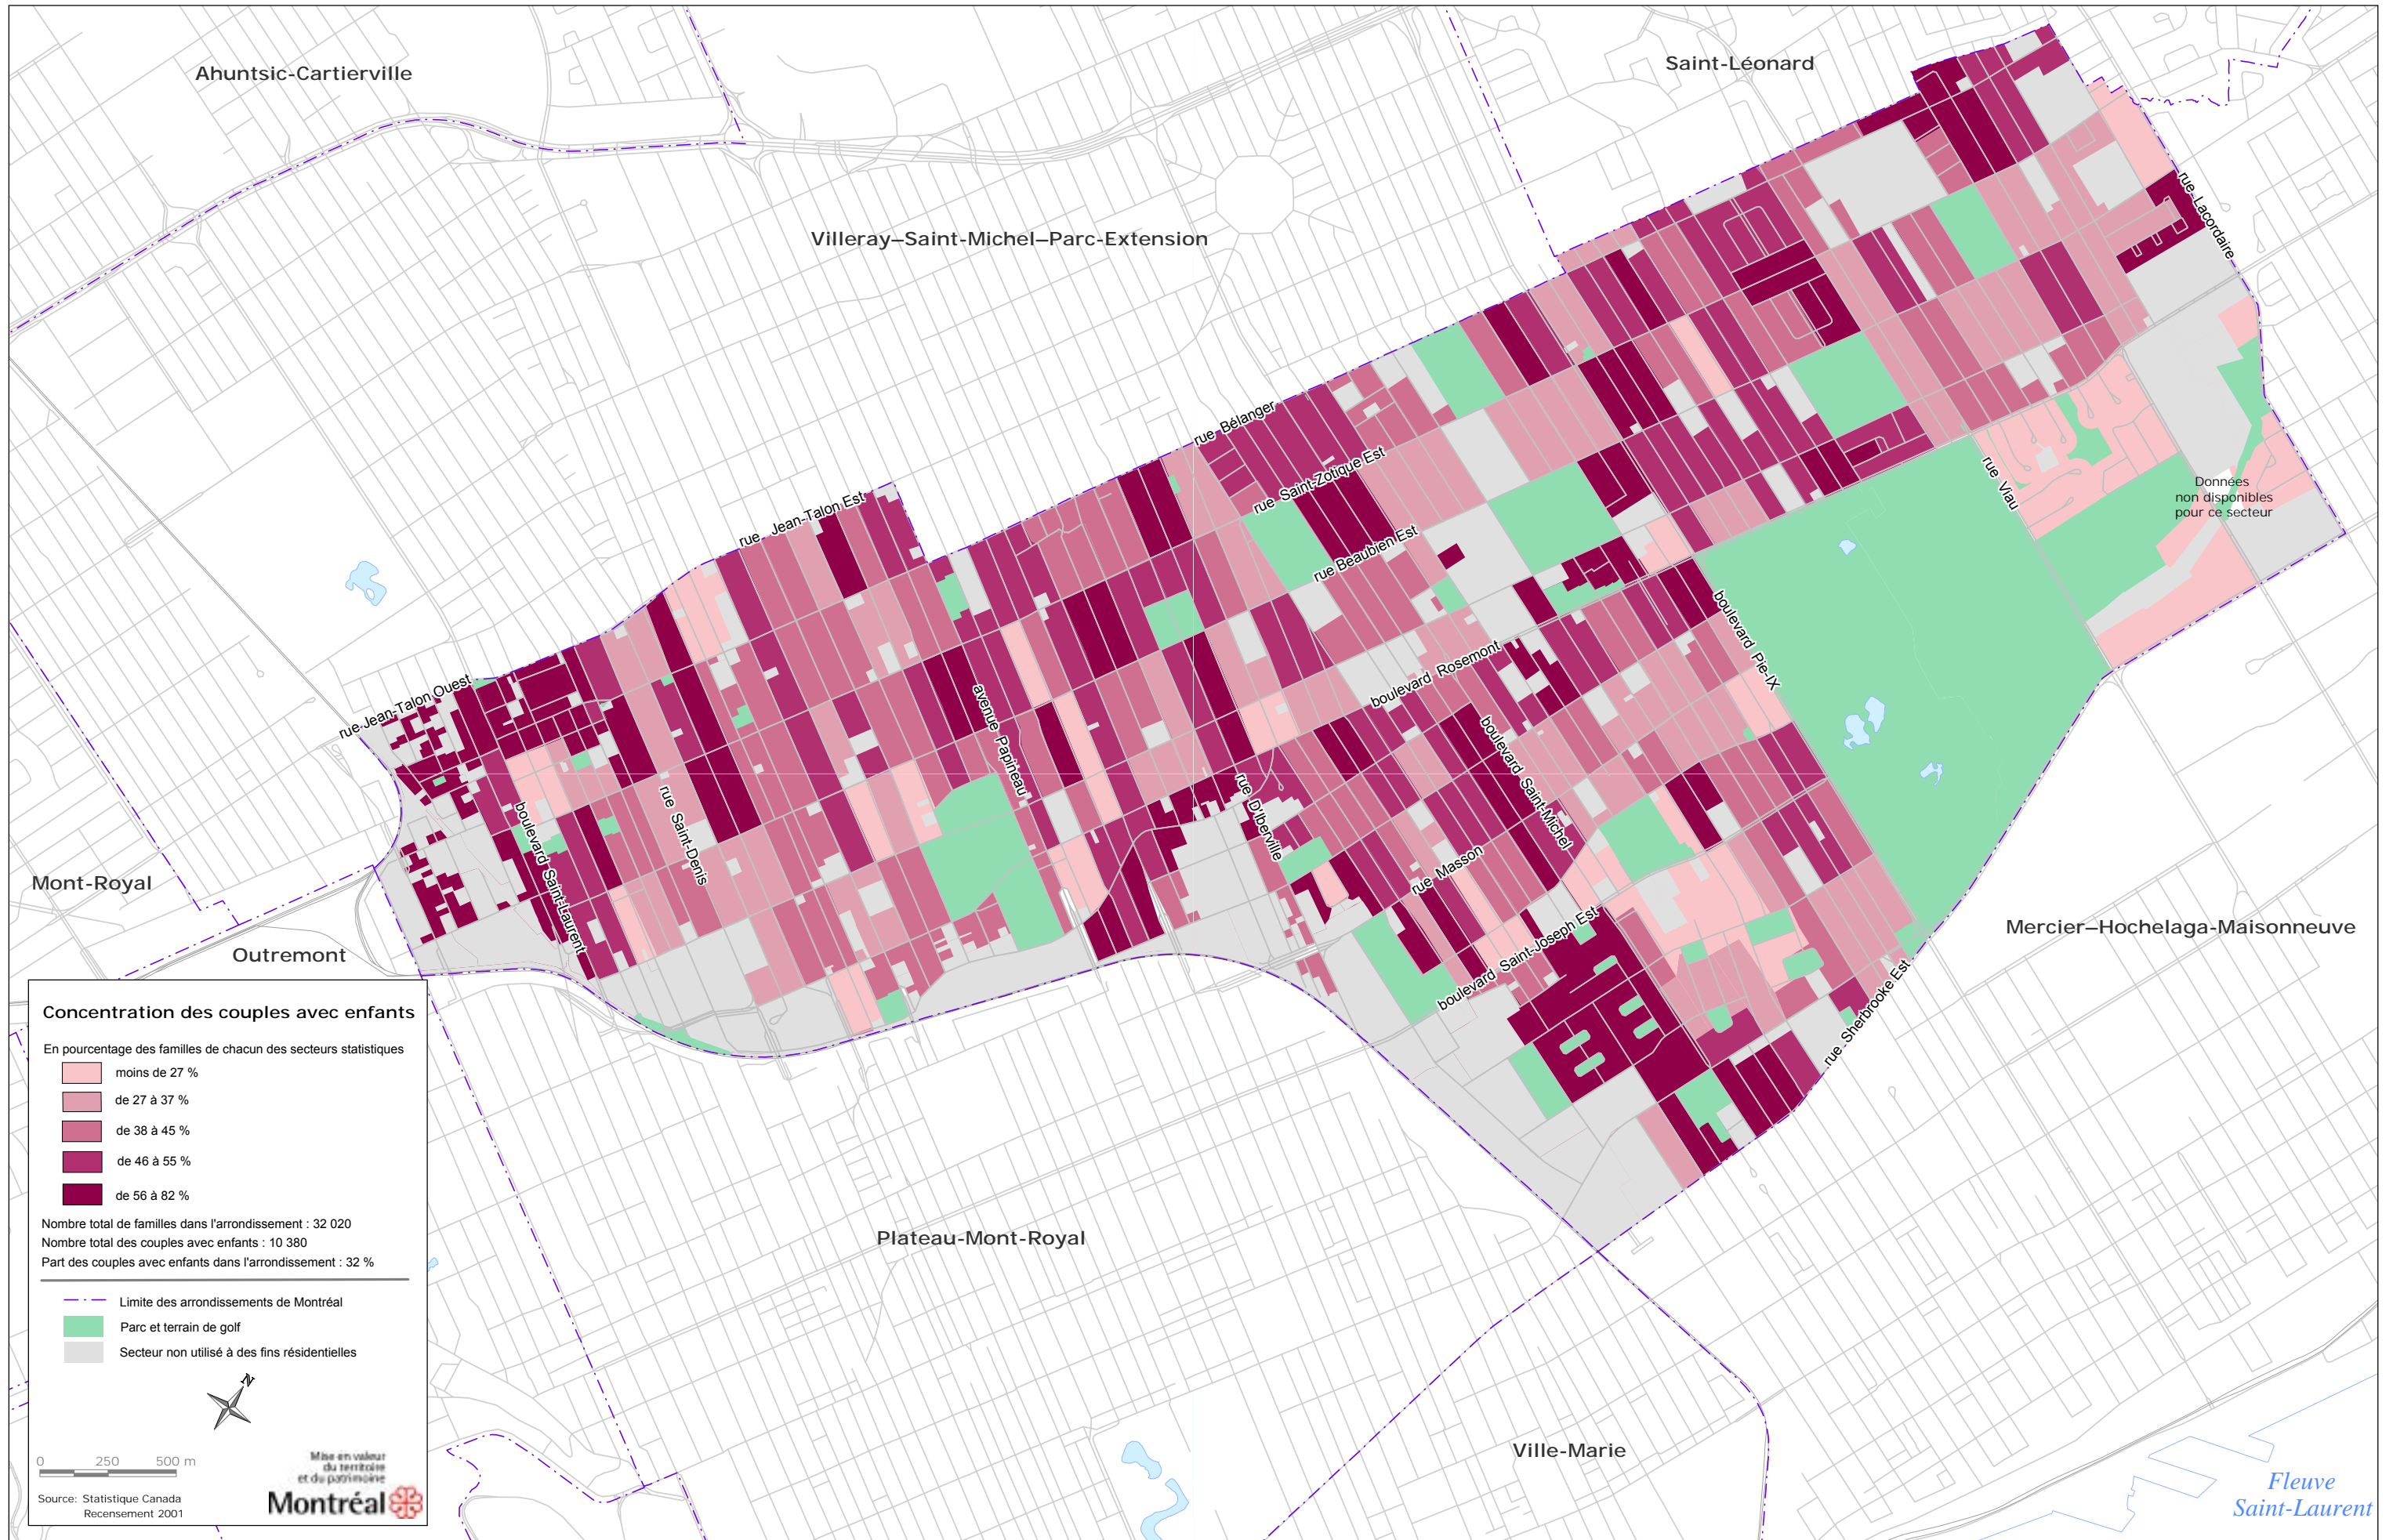 Ahuntsic-Cartierville
Saint-Léonard
Villeray–Saint-Michel–Parc-Extension
rue Lacordaire
rue Bélanger
rue Saint-Zotique Est
rue Jean-Talon Est
rue Beaubien Est
rue Viau
Données
non disponibles
pour ce secteur
boulevard Pie-IX
boulevard Rosemont
rue Jean-Talon Ouest
avenue Papineau
boulevard Saint-Michel
rue D'Iberville
rue Saint-Denis
boulevard Saint-Laurent
rue Masson
Mont-Royal
Outremont
boulevard Saint-Joseph Est
Mercier–Hochelaga-Maisonneuve
rue Sherbrooke Est
Plateau-Mont-Royal
Ville-Marie
Fleuve
Saint-Laurent
Concentration des couples avec enfants
En pourcentage des familles de chacun des secteurs statistiques
moins de 27 %
de 27 à 37 %
de 38 à 45 %
de 46 à 55 %
de 56 à 82 %
Nombre total de familles dans l'arrondissement : 32 020
Nombre total des couples avec enfants : 10 380
Part des couples avec enfants dans l'arrondissement : 32 %
Limite des arrondissements de Montréal
Parc et terrain de golf
Secteur non utilisé à des fins résidentielles
N
0 250 500 m
Source: Statistique Canada
Recensement 2001
Mise en valeur
du territoire
et du patrimoine
Montréal